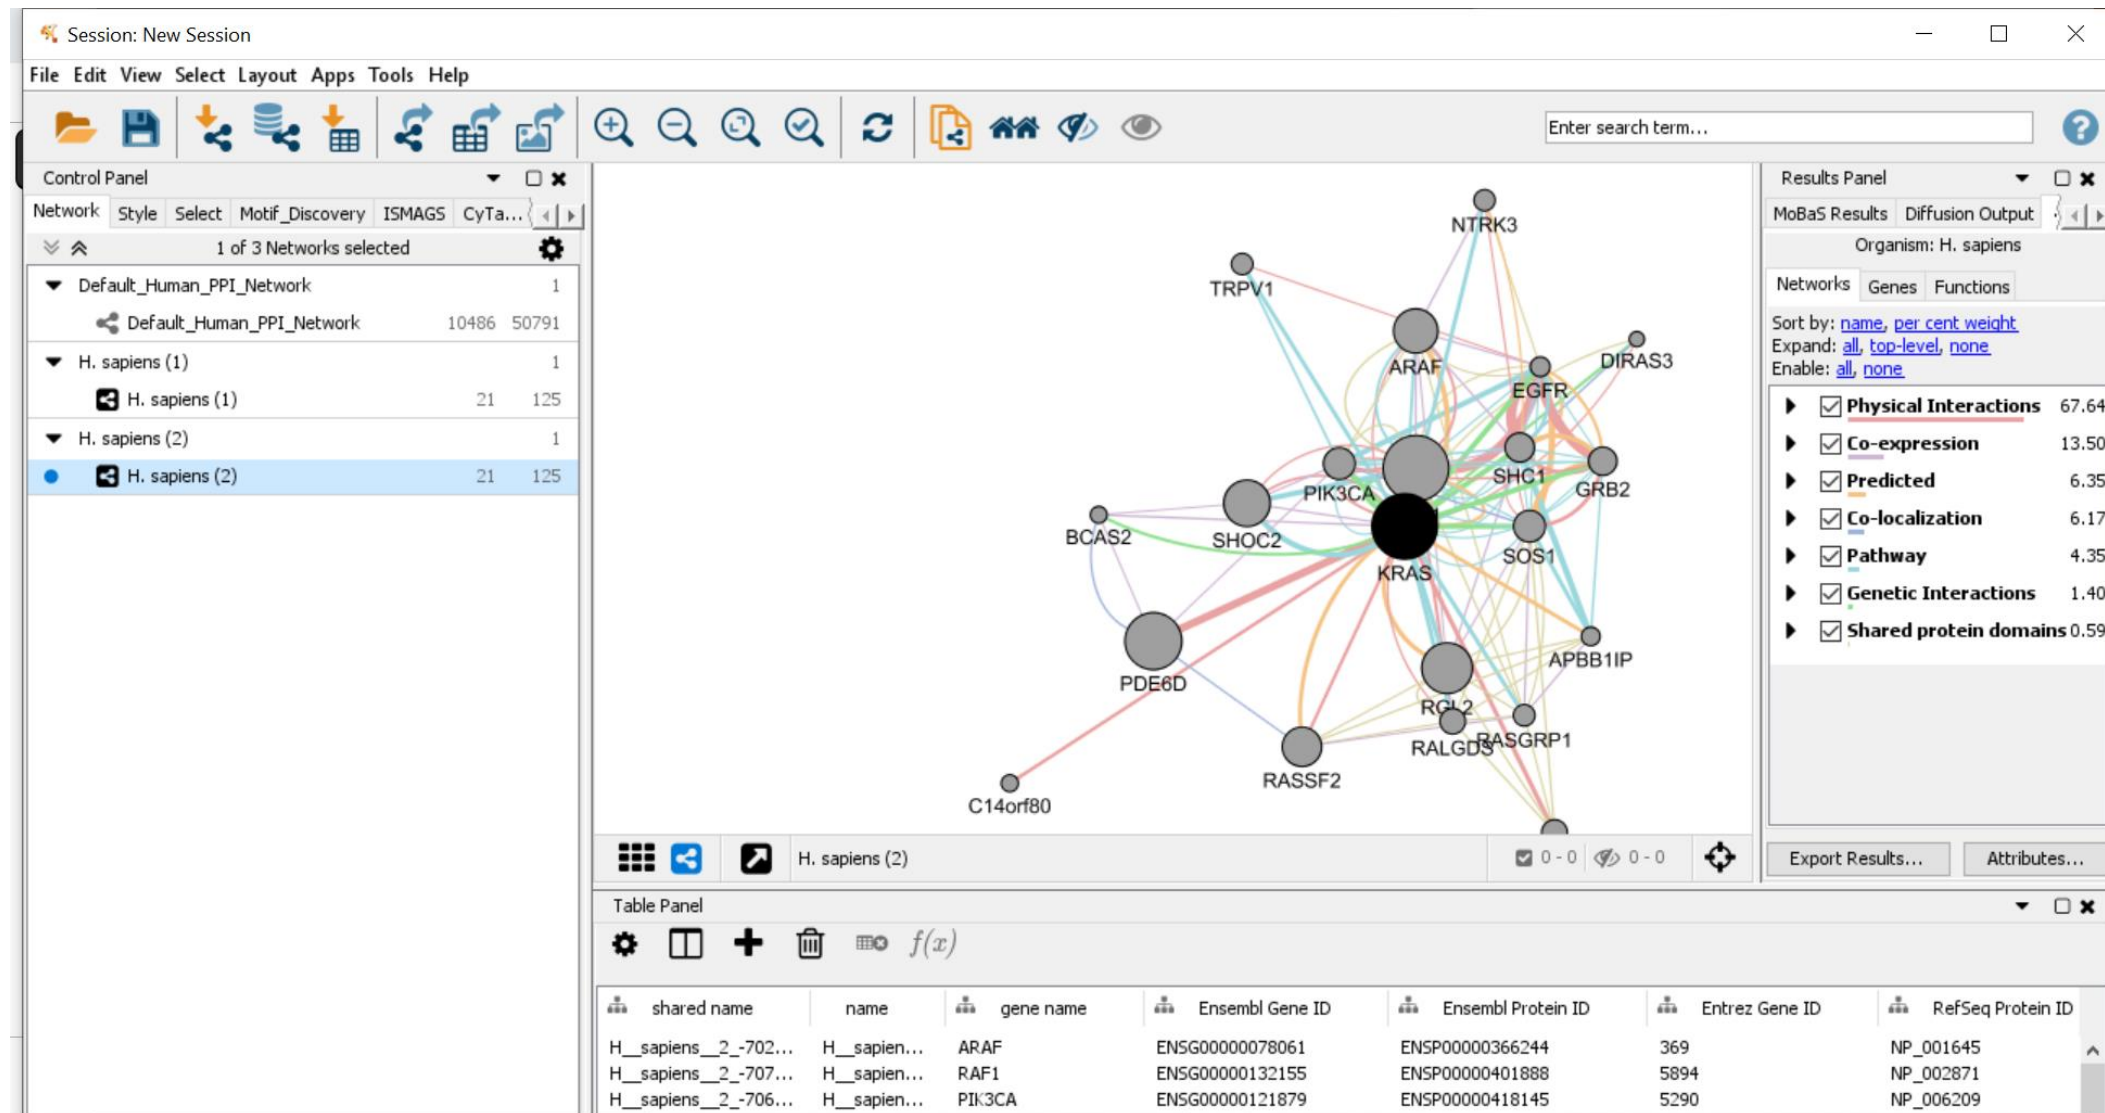 Session: New Session
File Edit View Select Layout Apps Tools Help
Enter search term...
Control Panel
Network Style Select Motif_Discovery ISMAGS CyTa...
1 of 3 Networks selected
Default_Human_PPI_Network 1
Default_Human_PPI_Network 10486 50791
H. sapiens (1) 1
H. sapiens (1) 21 125
H. sapiens (2) 1
H. sapiens (2) 21 125
NTRK3
TRPV1
ARAF
DIRAS3
EGFR
PIK3CA
SHC1
GRB2
BCAS2
SHOC2
SOS1
KRAS
APBB1IP
PDE6D
RGL2
RALGDS
RASGRP1
RASSF2
C14orf80
H. sapiens (2)
0 - 0
0 - 0
Results Panel
MoBaS Results Diffusion Output
Organism: H. sapiens
Networks Genes Functions
Sort by: name, per cent weight
Expand: all, top-level, none
Enable: all, none
Physical Interactions 67.64
Co-expression 13.50
Predicted 6.35
Co-localization 6.17
Pathway 4.35
Genetic Interactions 1.40
Shared protein domains 0.59
Export Results... Attributes...
Table Panel
f(x)
shared name name gene name Ensembl Gene ID Ensembl Protein ID Entrez Gene ID RefSeq Protein ID
H__sapiens__2_-702... H__sapien... ARAF ENSG00000078061 ENSP00000366244 369 NP_001645
H__sapiens__2_-707... H__sapien... RAF1 ENSG00000132155 ENSP00000401888 5894 NP_002871
H__sapiens__2_-706... H__sapien... PIK3CA ENSG00000121879 ENSP00000418145 5290 NP_006209